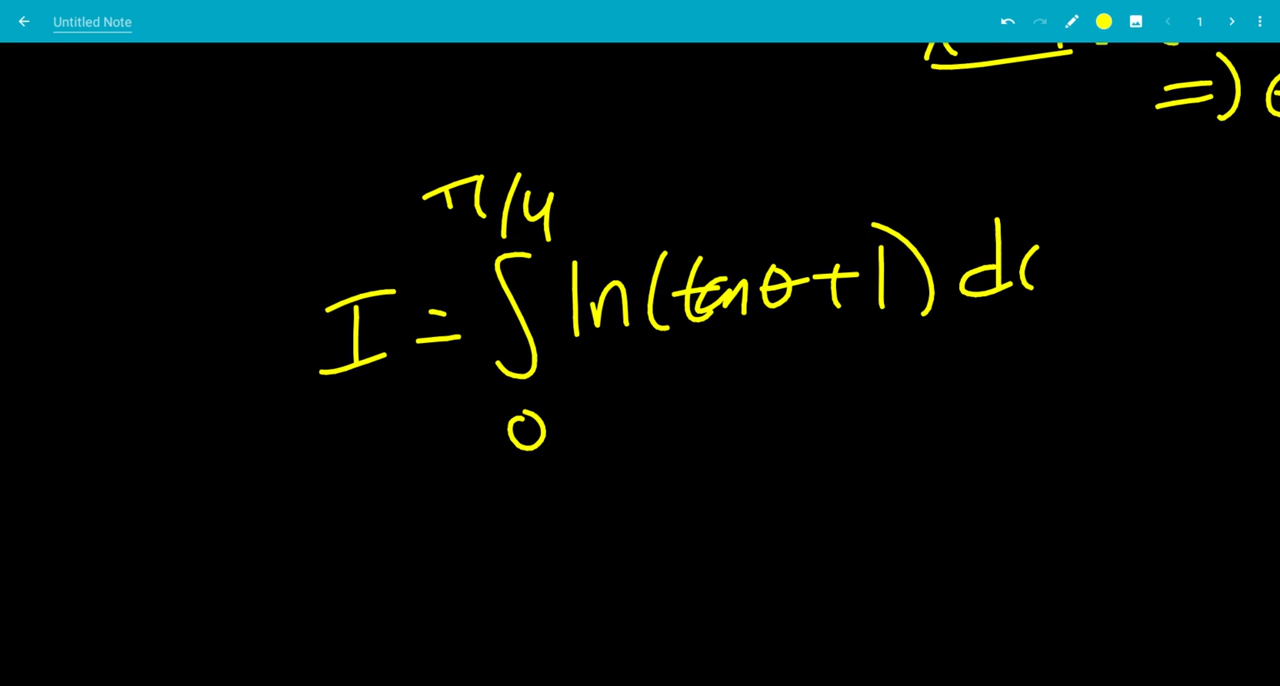 Untitled Note
1
=> θ
π/4
I = ∫ ln(tanθ+1) d
0